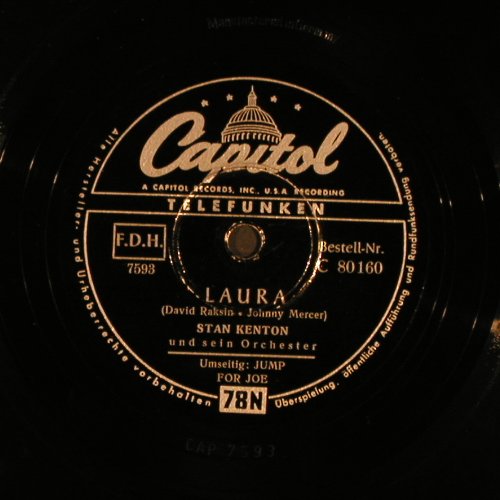 Capitol
A CAPITOL RECORDS, INC., U.S.A. RECORDING
TELEFUNKEN
F.D.H.
7593
Bestell-Nr.
C 80160
LAURA
(David Raksin - Johnny Mercer)
STAN KENTON
und sein Orchester
Umseitig: JUMP
FOR JOE
78N
Alle Hersteller- und Urheberrechte vorbehalten
Überspielung, öffentliche Aufführung und Rundfunksendung verboten.
CAP 7593